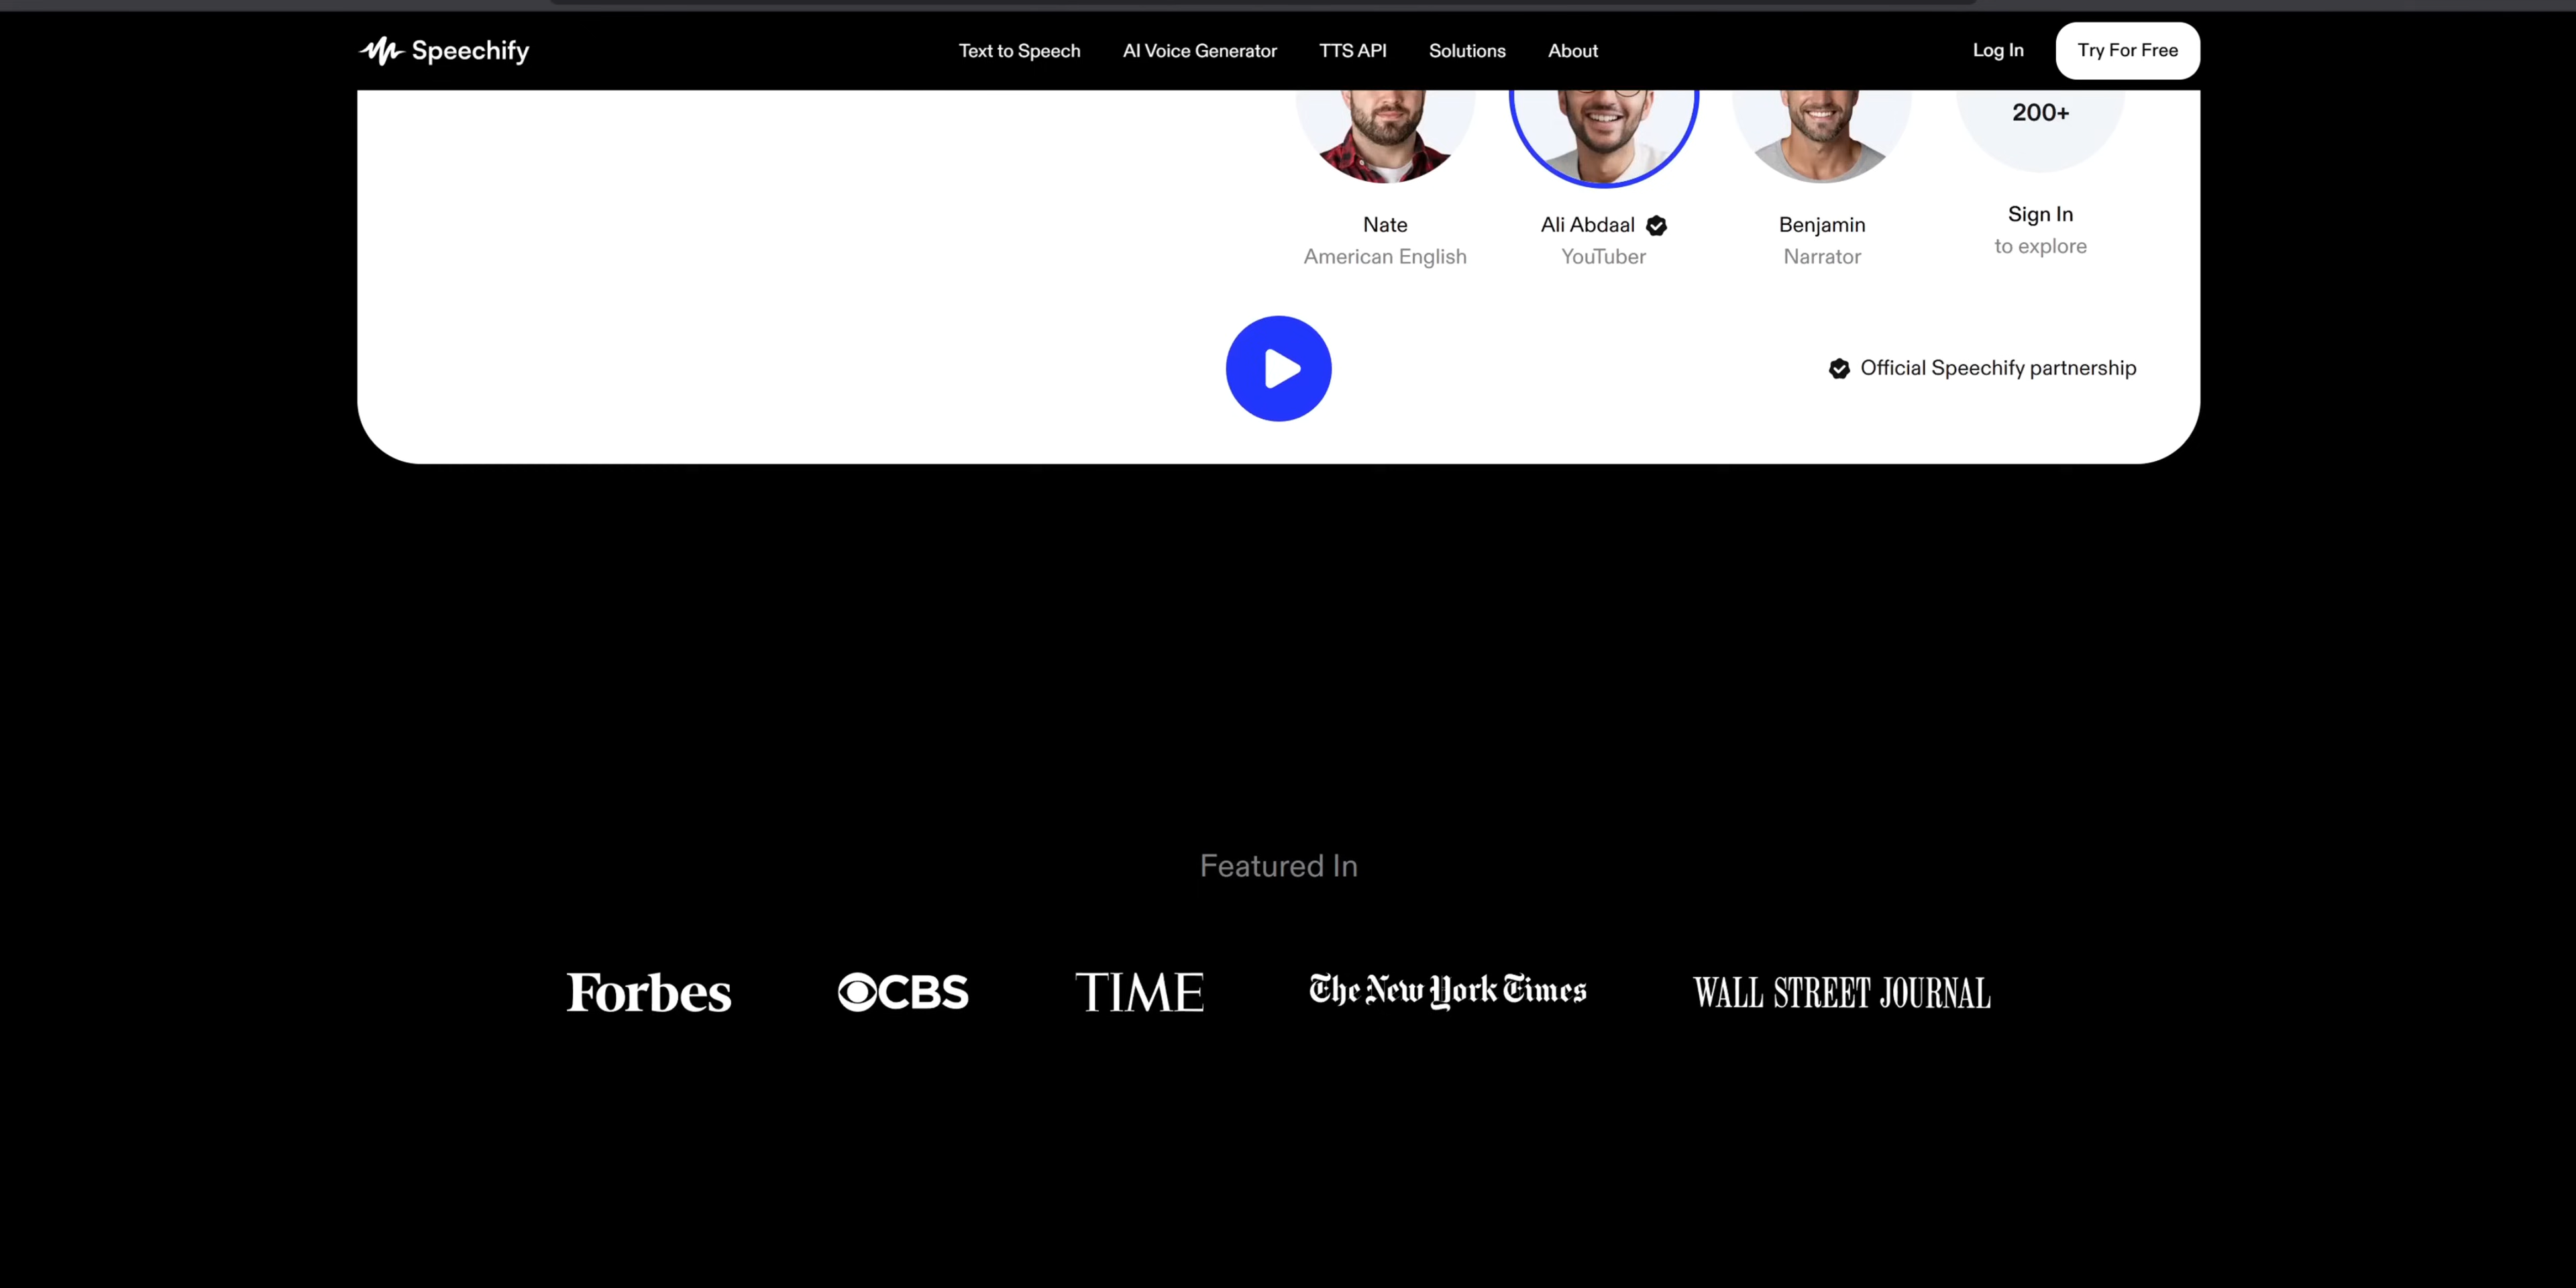 Speechify
Text to Speech
AI Voice Generator
TTS API
Solutions
About
Log In
Try For Free
200+
Nate
American English
Ali Abdaal
YouTuber
Benjamin
Narrator
Sign In
to explore
Official Speechify partnership
Featured In
Forbes
CBS
TIME
The New York Times
WALL STREET JOURNAL